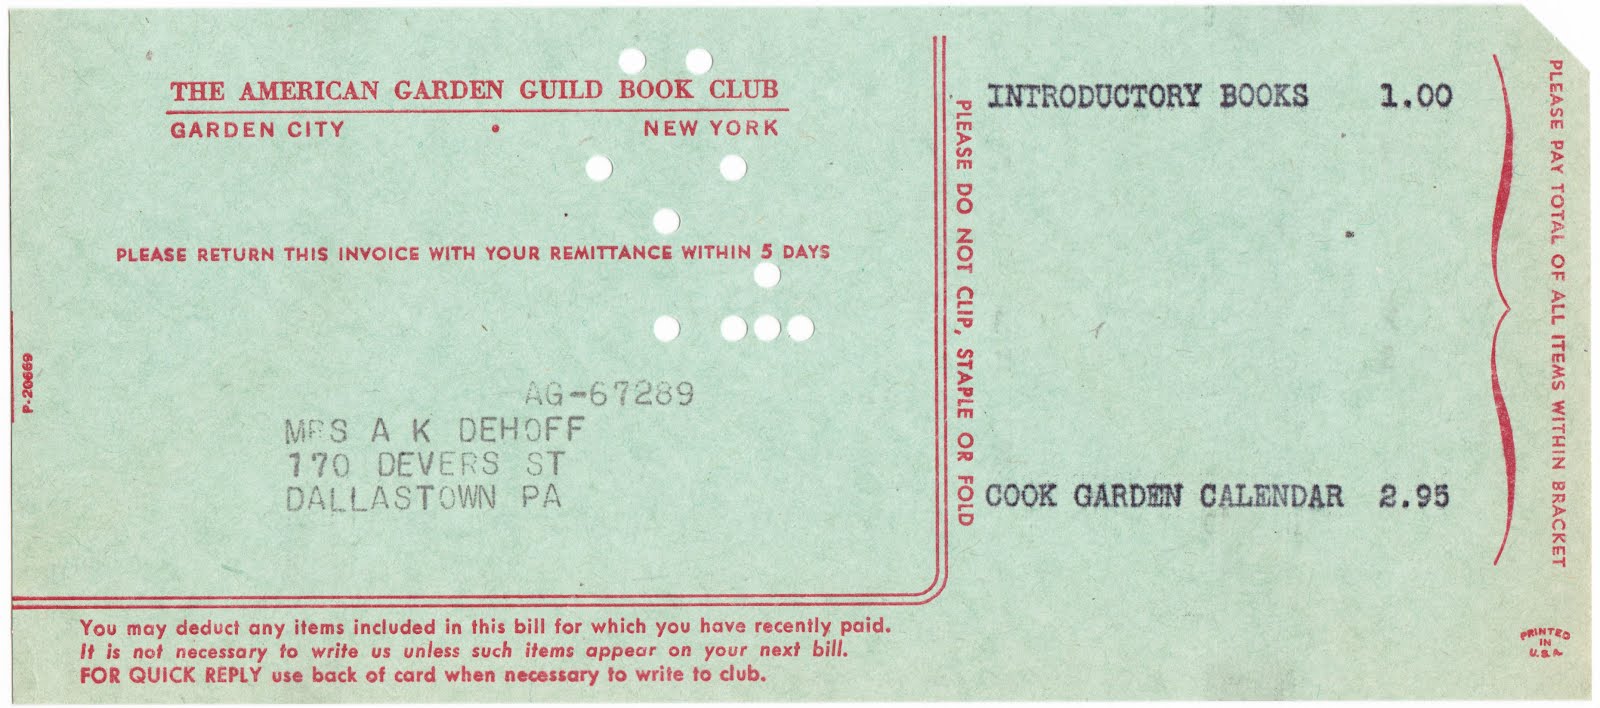 THE AMERICAN GARDEN GUILD BOOK CLUB
GARDEN CITY • NEW YORK
PLEASE RETURN THIS INVOICE WITH YOUR REMITTANCE WITHIN 5 DAYS
P-20669
AG-67289
MRS A K DEHOFF
170 DEVERS ST
DALLASTOWN PA
You may deduct any items included in this bill for which you have recently paid.
It is not necessary to write us unless such items appear on your next bill.
FOR QUICK REPLY use back of card when necessary to write to club.
PLEASE DO NOT CLIP, STAPLE OR FOLD
INTRODUCTORY BOOKS 1.00
COOK GARDEN CALENDAR 2.95
PLEASE PAY TOTAL OF ALL ITEMS WITHIN BRACKET
PRINTED
IN
U.S.A.